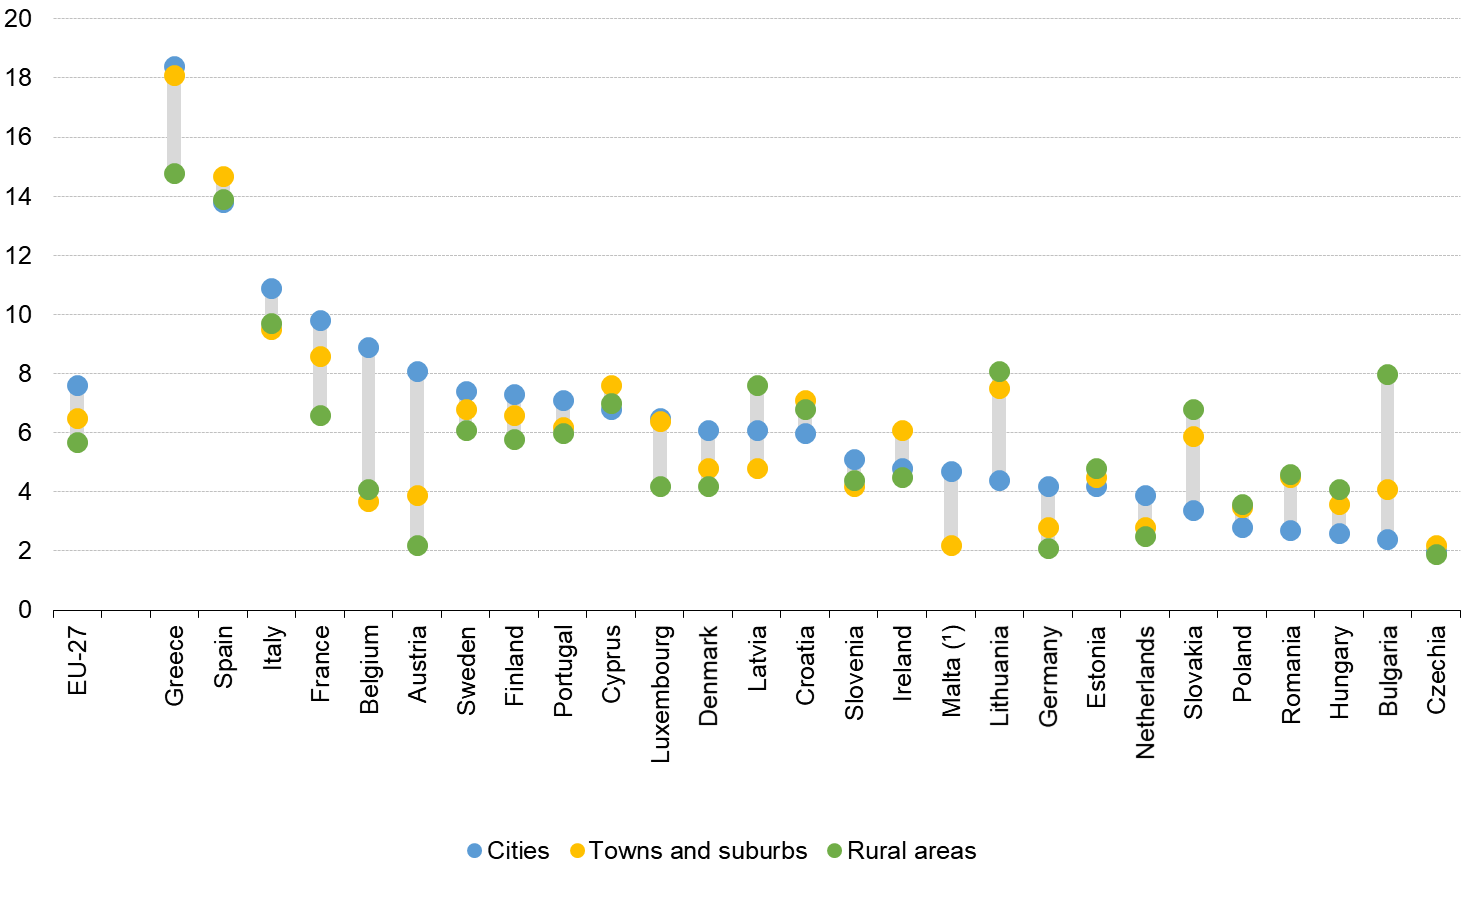 20
18
16
14
12
10
8
6
4
2
0
EU-27
Greece
Spain
Italy
France
Belgium
Austria
Sweden
Finland
Portugal
Cyprus
Luxembourg
Denmark
Latvia
Croatia
Slovenia
Ireland
Malta (¹)
Lithuania
Germany
Estonia
Netherlands
Slovakia
Poland
Romania
Hungary
Bulgaria
Czechia
Cities Towns and suburbs Rural areas